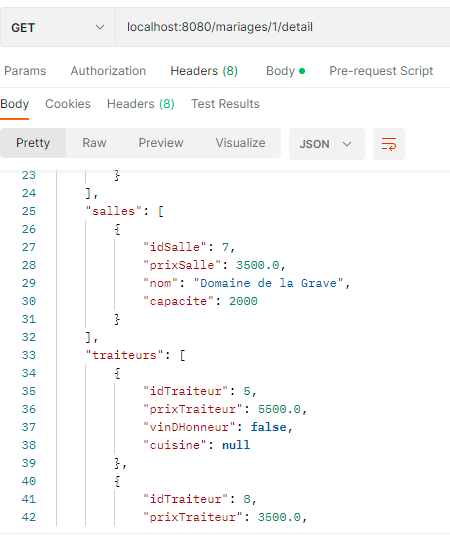 GET localhost:8080/mariages/1/detail
Params Authorization Headers (8) Body Pre-request Script
Body Cookies Headers (8) Test Results
Pretty Raw Preview Visualize JSON
23 }
24 ],
25 "salles": [
26 {
27 "idSalle": 7,
28 "prixSalle": 3500.0,
29 "nom": "Domaine de la Grave",
30 "capacite": 2000
31 }
32 ],
33 "traiteurs": [
34 {
35 "idTraiteur": 5,
36 "prixTraiteur": 5500.0,
37 "vinDHonneur": false,
38 "cuisine": null
39 },
40 {
41 "idTraiteur": 8,
42 "prixTraiteur": 3500.0,